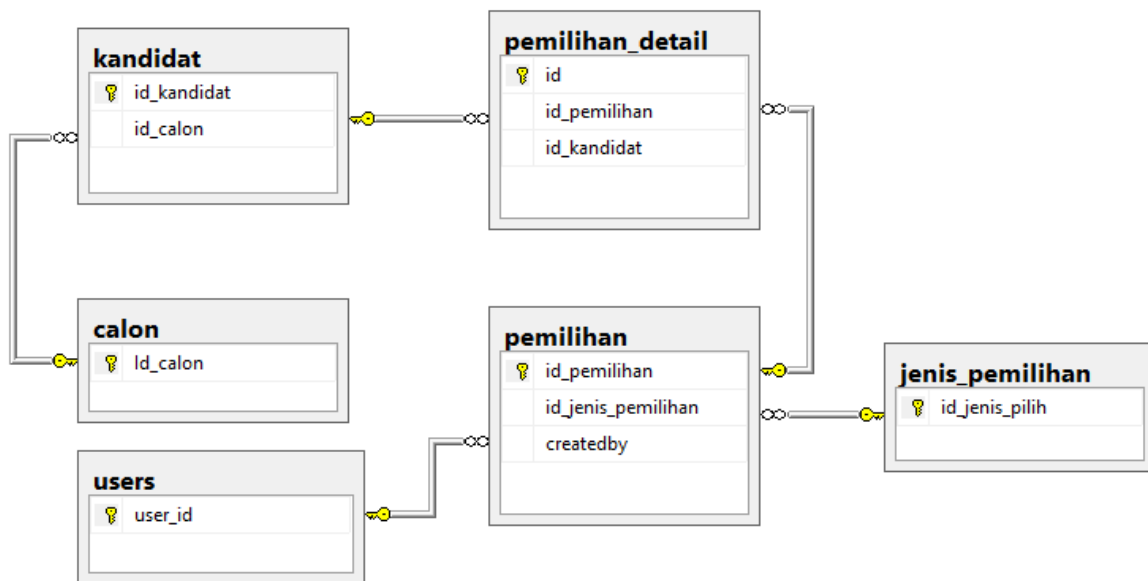 kandidat
id_kandidat
id_calon
pemilihan_detail
id
id_pemilihan
id_kandidat
calon
Id_calon
pemilihan
id_pemilihan
id_jenis_pemilihan
createdby
jenis_pemilihan
id_jenis_pilih
users
user_id